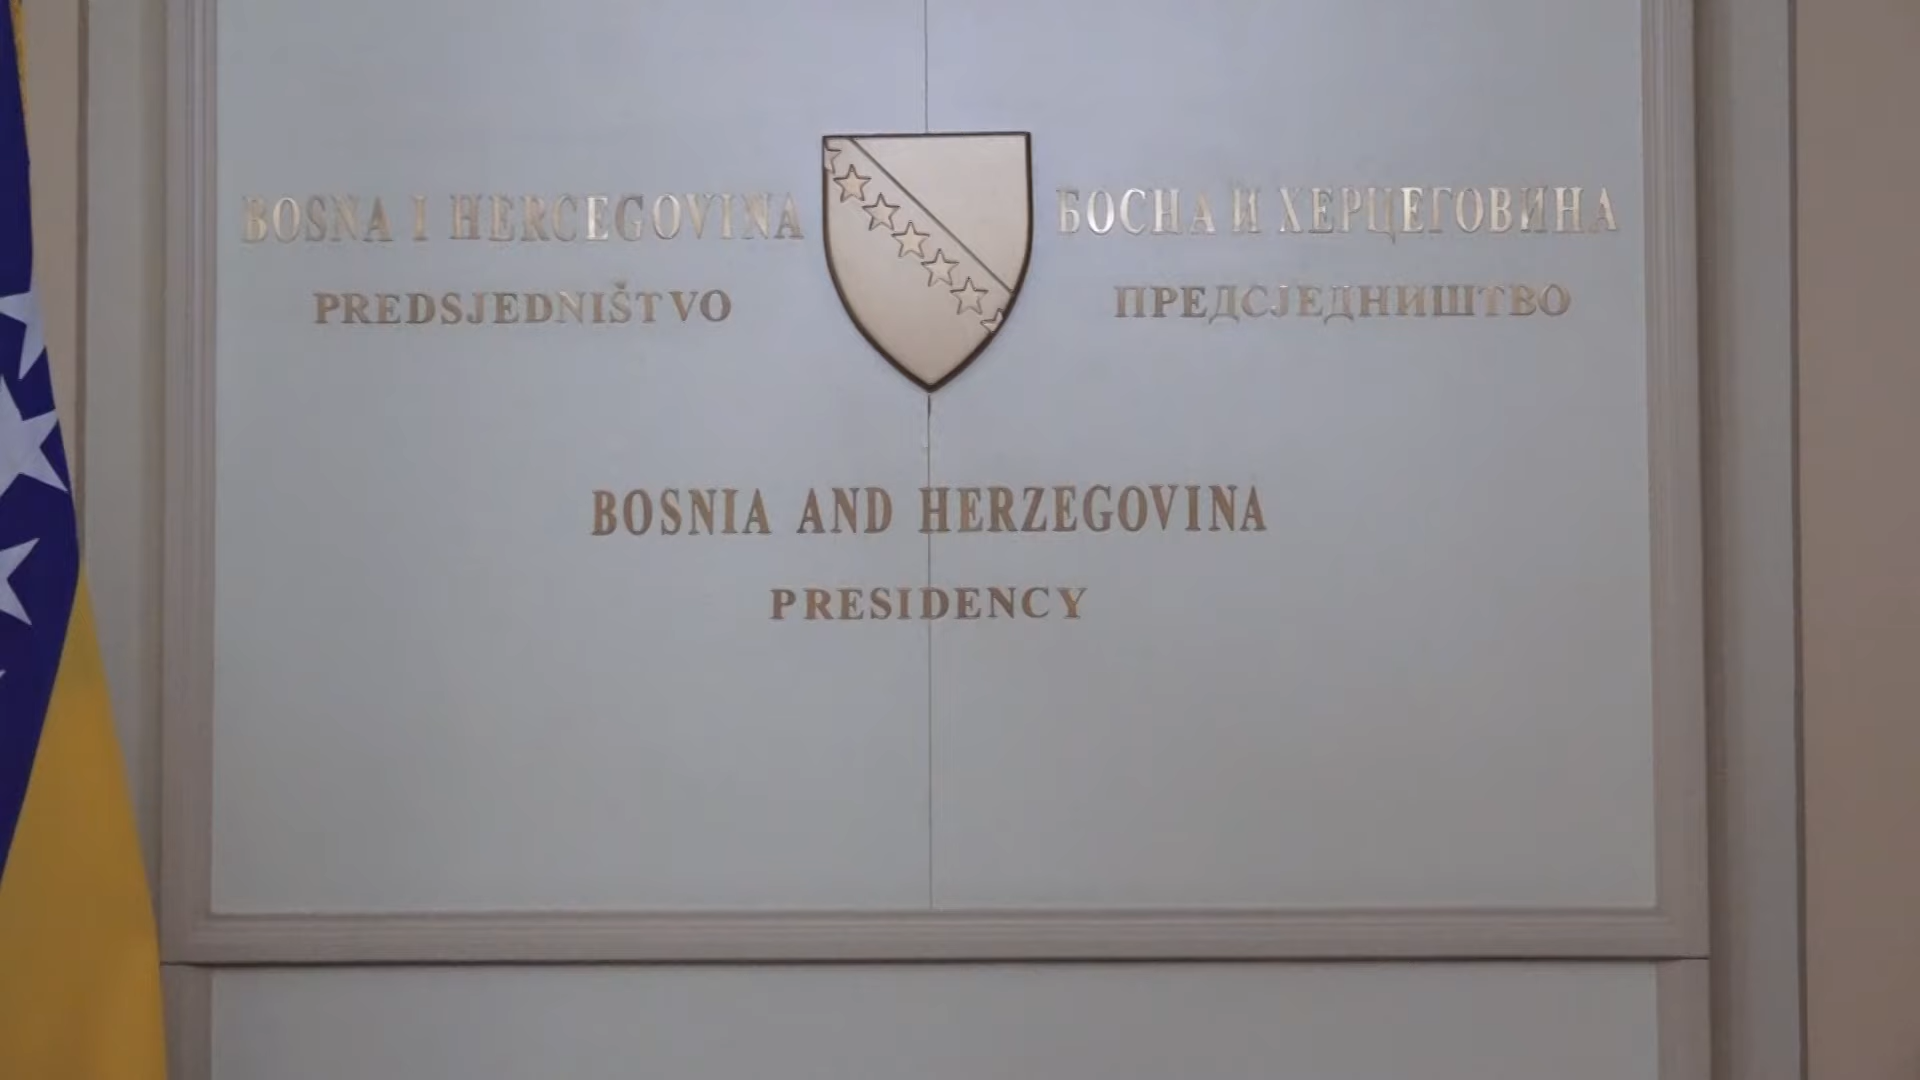 BOSNA I HERCEGOVINA
PREDSJEDNIŠTVO
БОСНА И ХЕРЦЕГОВИНА
ПРЕДСЈЕДНИШТВО
BOSNIA AND HERZEGOVINA
PRESIDENCY